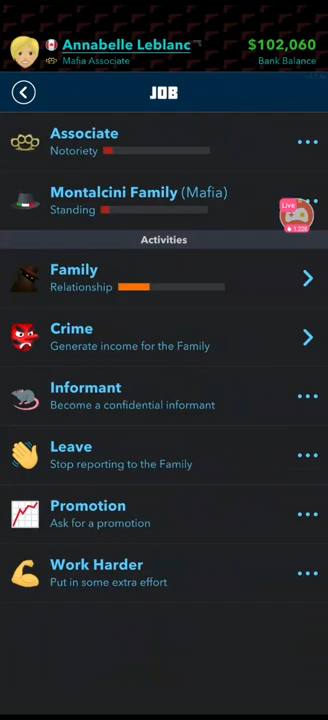 Annabelle Leblanc
$102,060
Mafia Associate
Bank Balance
JOB
Associate
Notoriety
Montalcini Family (Mafia)
Standing
Live
Activities
Family
Relationship
Crime
Generate income for the Family
Informant
Become a confidential informant
Leave
Stop reporting to the Family
Promotion
Ask for a promotion
Work Harder
Put in some extra effort